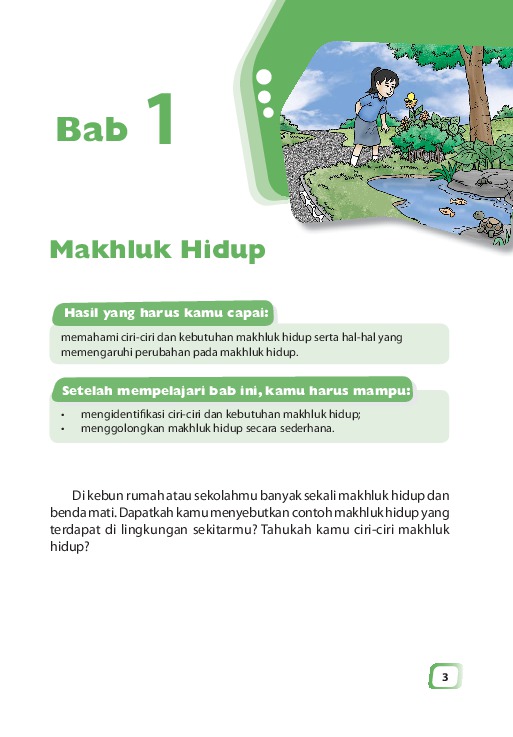 Bab 1
Makhluk Hidup
Hasil yang harus kamu capai:
memahami ciri-ciri dan kebutuhan makhluk hidup serta hal-hal yang
memengaruhi perubahan pada makhluk hidup.
Setelah mempelajari bab ini, kamu harus mampu:
• mengidentifikasi ciri-ciri dan kebutuhan makhluk hidup;
• menggolongkan makhluk hidup secara sederhana.
Di kebun rumah atau sekolahmu banyak sekali makhluk hidup dan
benda mati. Dapatkah kamu menyebutkan contoh makhluk hidup yang
terdapat di lingkungan sekitarmu? Tahukah kamu ciri-ciri makhluk
hidup?
3